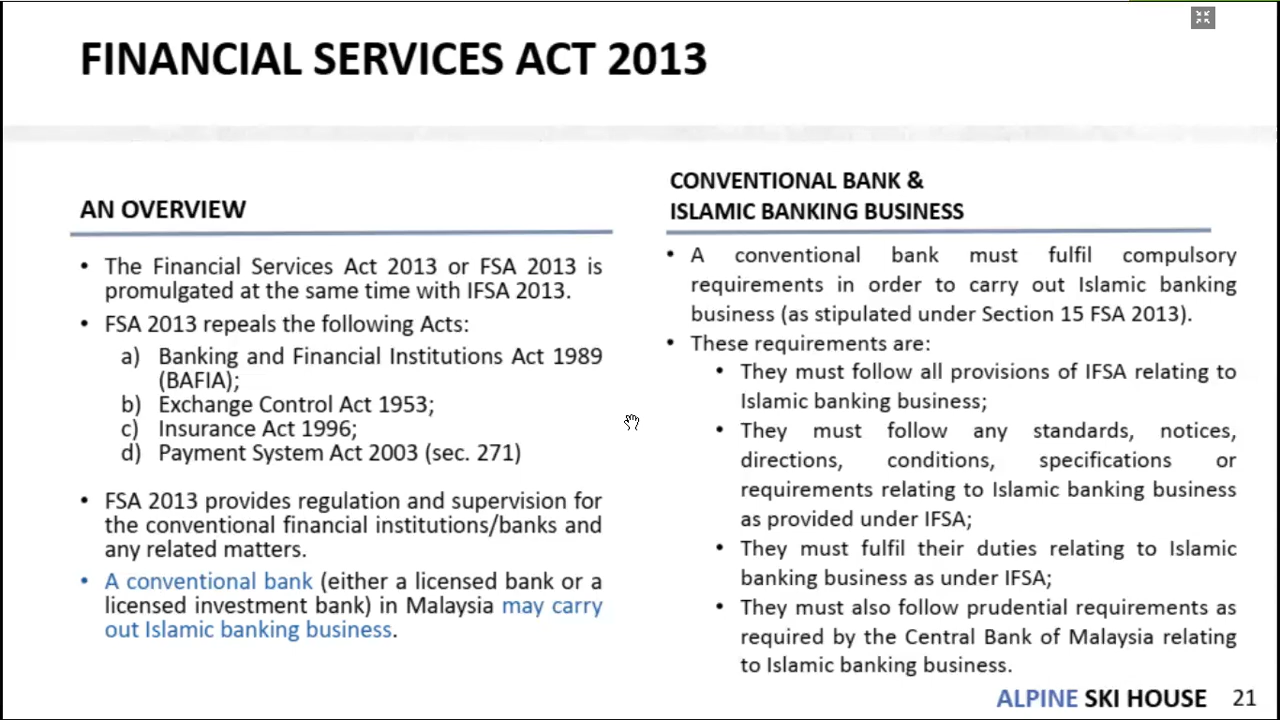 FINANCIAL SERVICES ACT 2013
AN OVERVIEW
• The Financial Services Act 2013 or FSA 2013 is
promulgated at the same time with IFSA 2013.
• FSA 2013 repeals the following Acts:
a) Banking and Financial Institutions Act 1989
(BAFIA);
b) Exchange Control Act 1953;
c) Insurance Act 1996;
d) Payment System Act 2003 (sec. 271)
• FSA 2013 provides regulation and supervision for
the conventional financial institutions/banks and
any related matters.
• A conventional bank (either a licensed bank or a
licensed investment bank) in Malaysia may carry
out Islamic banking business.
CONVENTIONAL BANK &
ISLAMIC BANKING BUSINESS
• A conventional bank must fulfil compulsory
requirements in order to carry out Islamic banking
business (as stipulated under Section 15 FSA 2013).
• These requirements are:
• They must follow all provisions of IFSA relating to
Islamic banking business;
• They must follow any standards, notices,
directions, conditions, specifications or
requirements relating to Islamic banking business
as provided under IFSA;
• They must fulfil their duties relating to Islamic
banking business as under IFSA;
• They must also follow prudential requirements as
required by the Central Bank of Malaysia relating
to Islamic banking business.
ALPINE SKI HOUSE 21